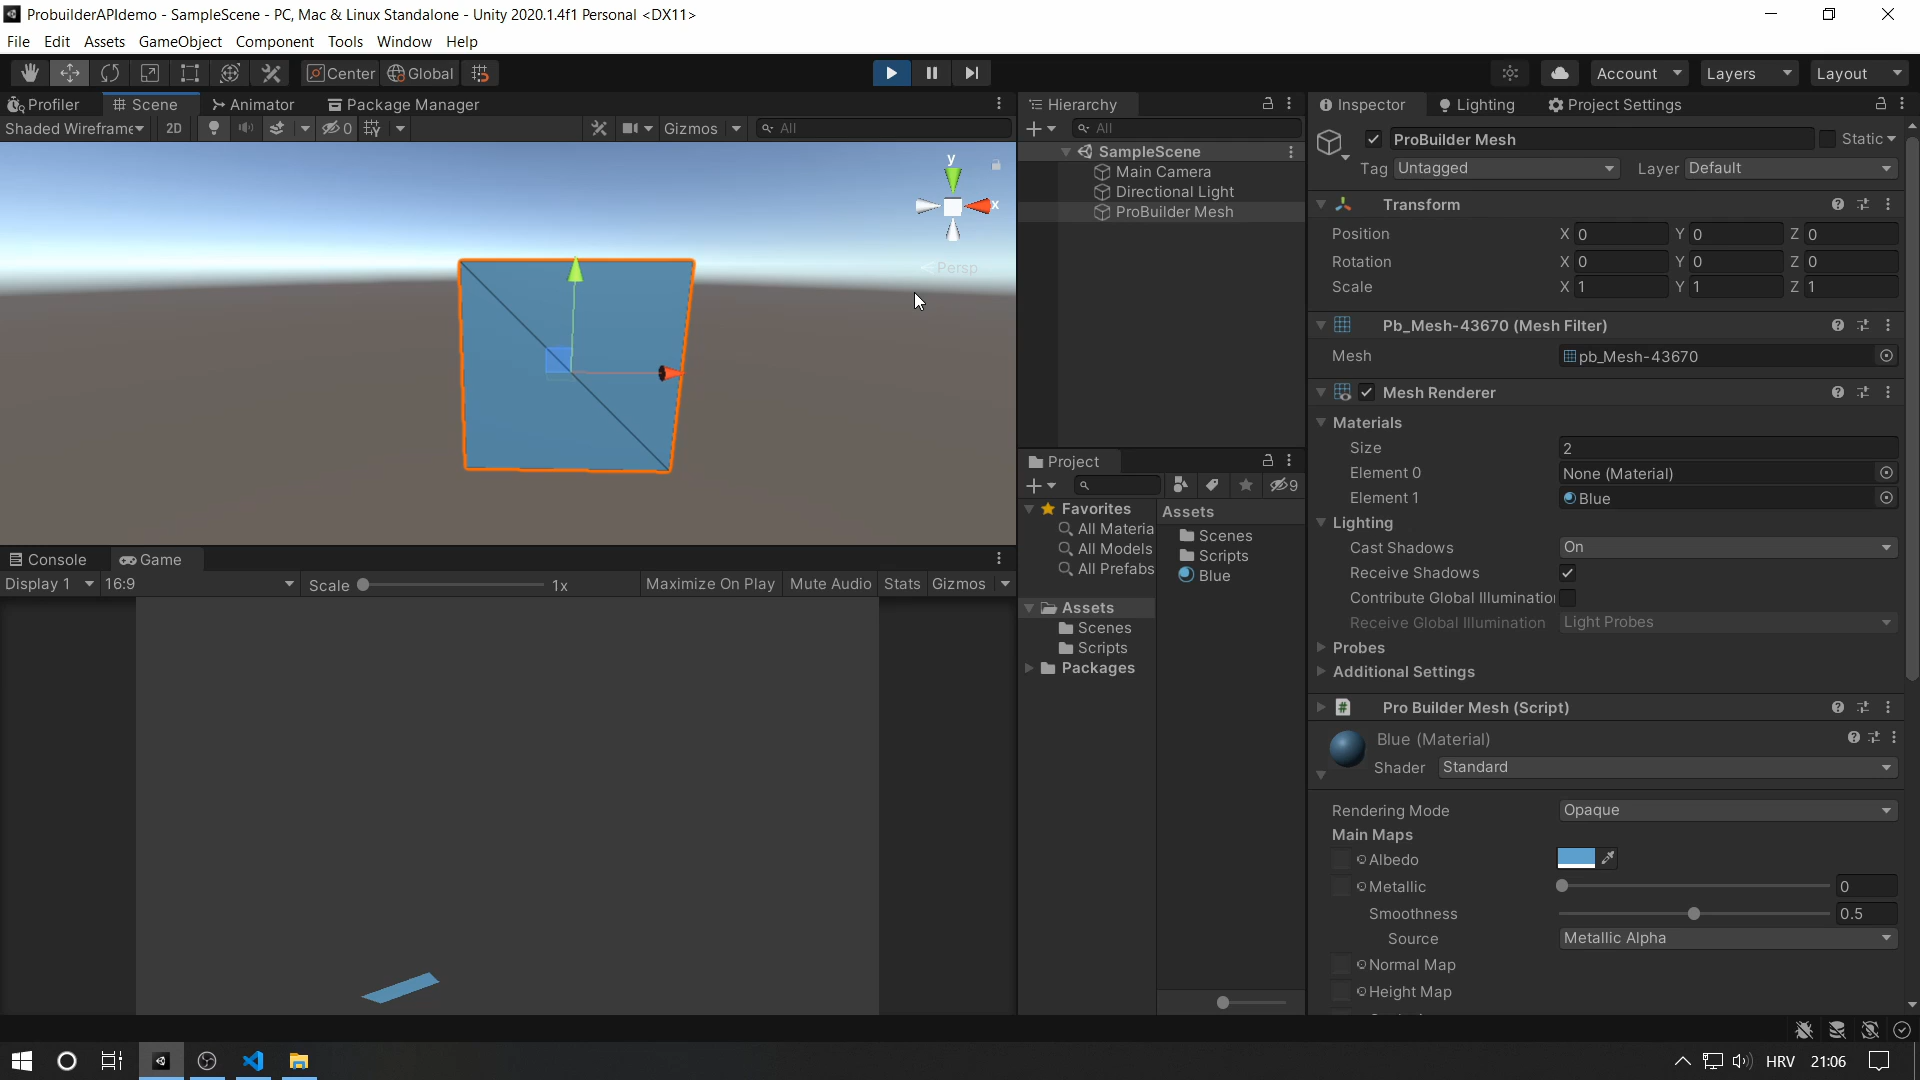 ProbuilderAPIdemo - SampleScene - PC, Mac & Linux Standalone - Unity 2020.1.4f1 Personal <DX11>
File Edit Assets GameObject Component Tools Window Help
Center Global Account Layers Layout
Profiler Scene Animator Package Manager
Shaded Wireframe 2D 0 Gizmos All
y
x
Persp
Console Game
Display 1 16:9 Scale 1x Maximize On Play Mute Audio Stats Gizmos
Hierarchy
All
SampleScene
Main Camera
Directional Light
ProBuilder Mesh
Project
9
Favorites
All Materia
All Models
All Prefabs
Assets
Scenes
Scripts
Packages
Assets
Scenes
Scripts
Blue
Inspector Lighting Project Settings
ProBuilder Mesh Static
Tag Untagged Layer Default
Transform
Position X 0 Y 0 Z 0
Rotation X 0 Y 0 Z 0
Scale X 1 Y 1 Z 1
Pb_Mesh-43670 (Mesh Filter)
Mesh pb_Mesh-43670
Mesh Renderer
Materials
Size 2
Element 0 None (Material)
Element 1 Blue
Lighting
Cast Shadows On
Receive Shadows
Contribute Global Illuminatio
Receive Global Illumination Light Probes
Probes
Additional Settings
# Pro Builder Mesh (Script)
Blue (Material)
Shader Standard
Rendering Mode Opaque
Main Maps
Albedo
Metallic 0
Smoothness 0.5
Source Metallic Alpha
Normal Map
Height Map
HRV 21:06